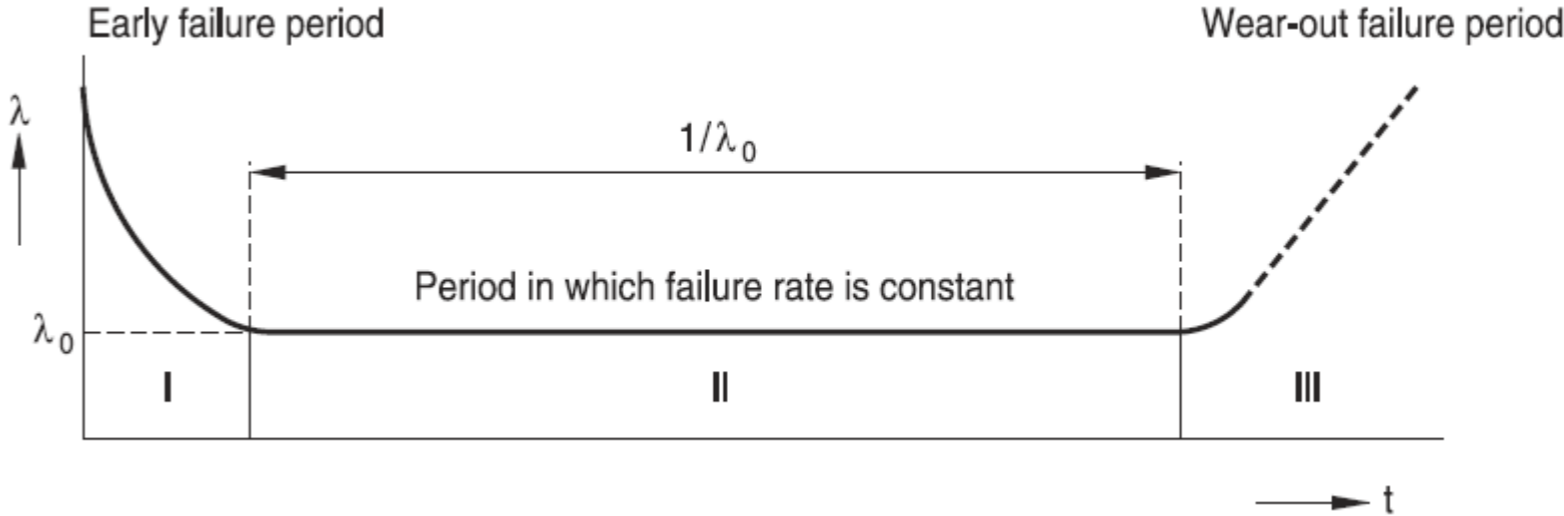 Early failure period
Wear-out failure period
λ
1/λ0
Period in which failure rate is constant
λ0
I
II
III
t